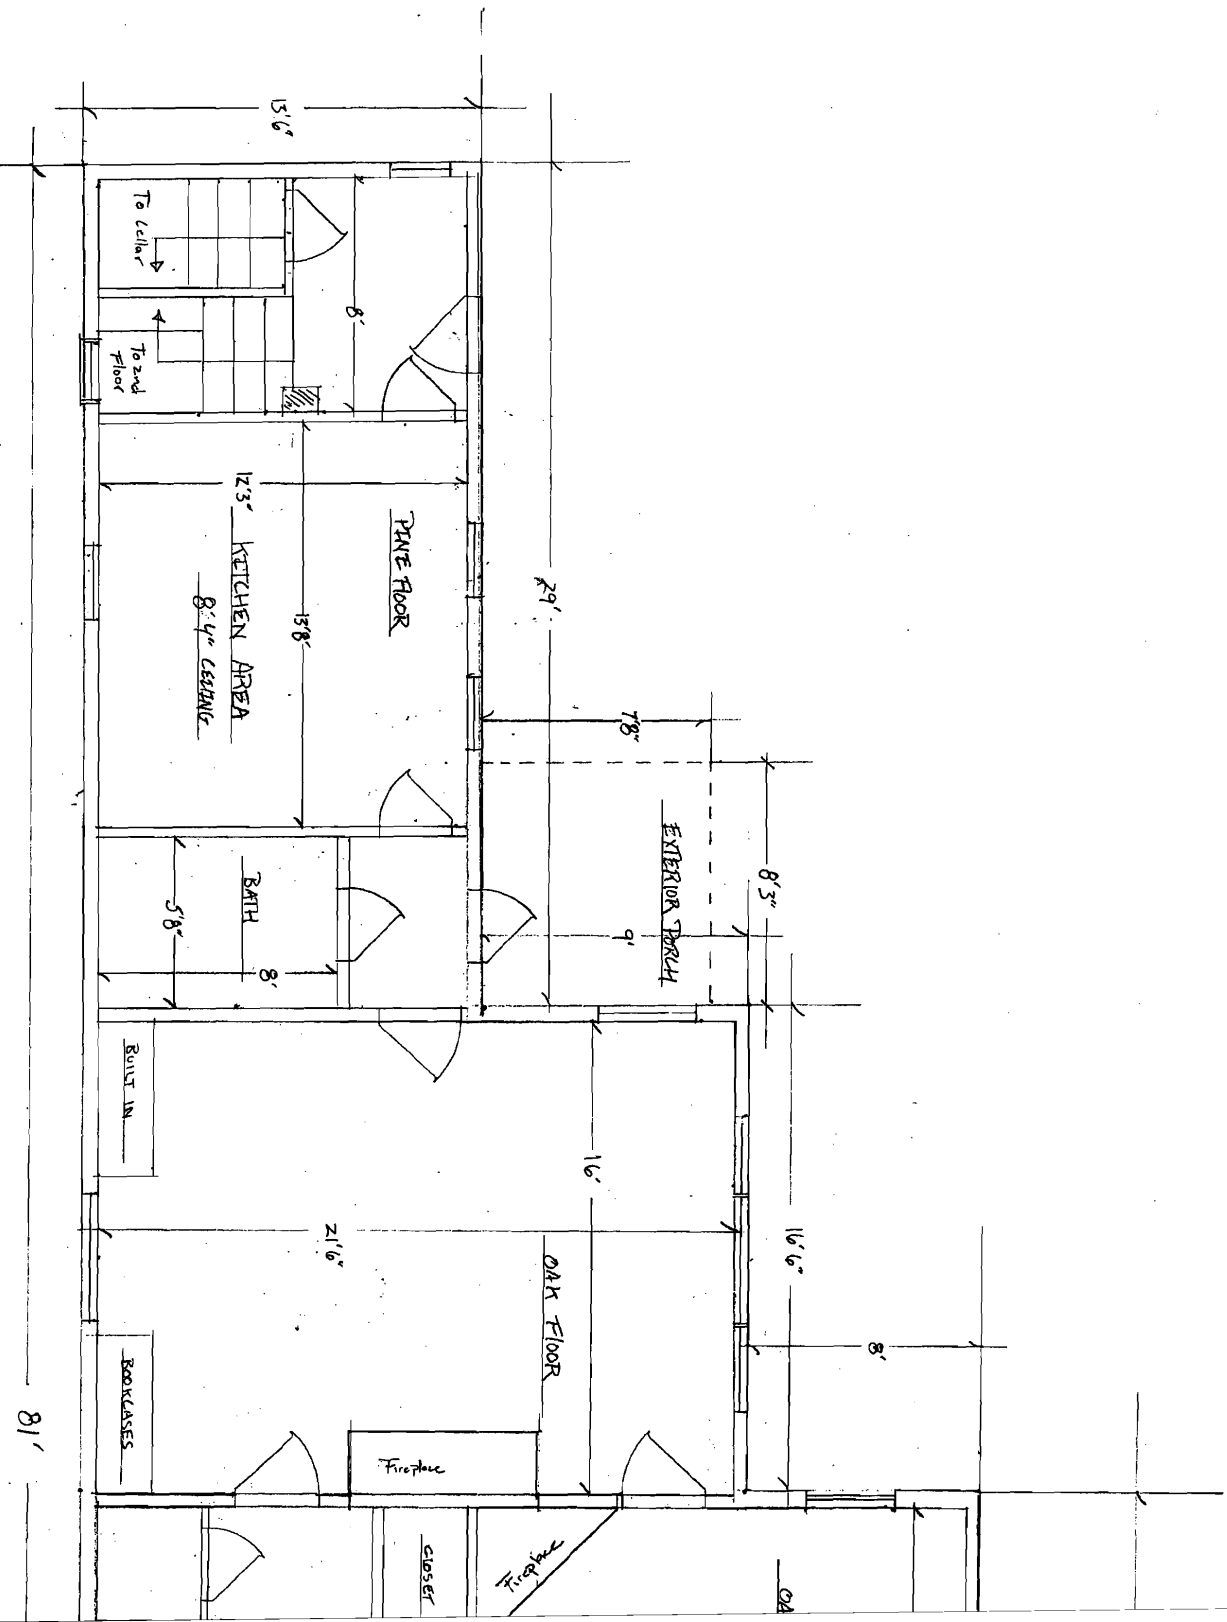 13'6"
To Cellar
8'
To 2nd
Floor
29'
12'3"
PINE FLOOR
KITCHEN AREA
8'4" CEILING
13'8"
7'8"
8'3"
EXTERIOR PORCH
9'
BATH
5'8"
8'
BUILT IN
16'
16'6"
21'6"
OAK FLOOR
8'
BOOKCASES
81'
Fireplace
CLOSET
Fireplace
OA